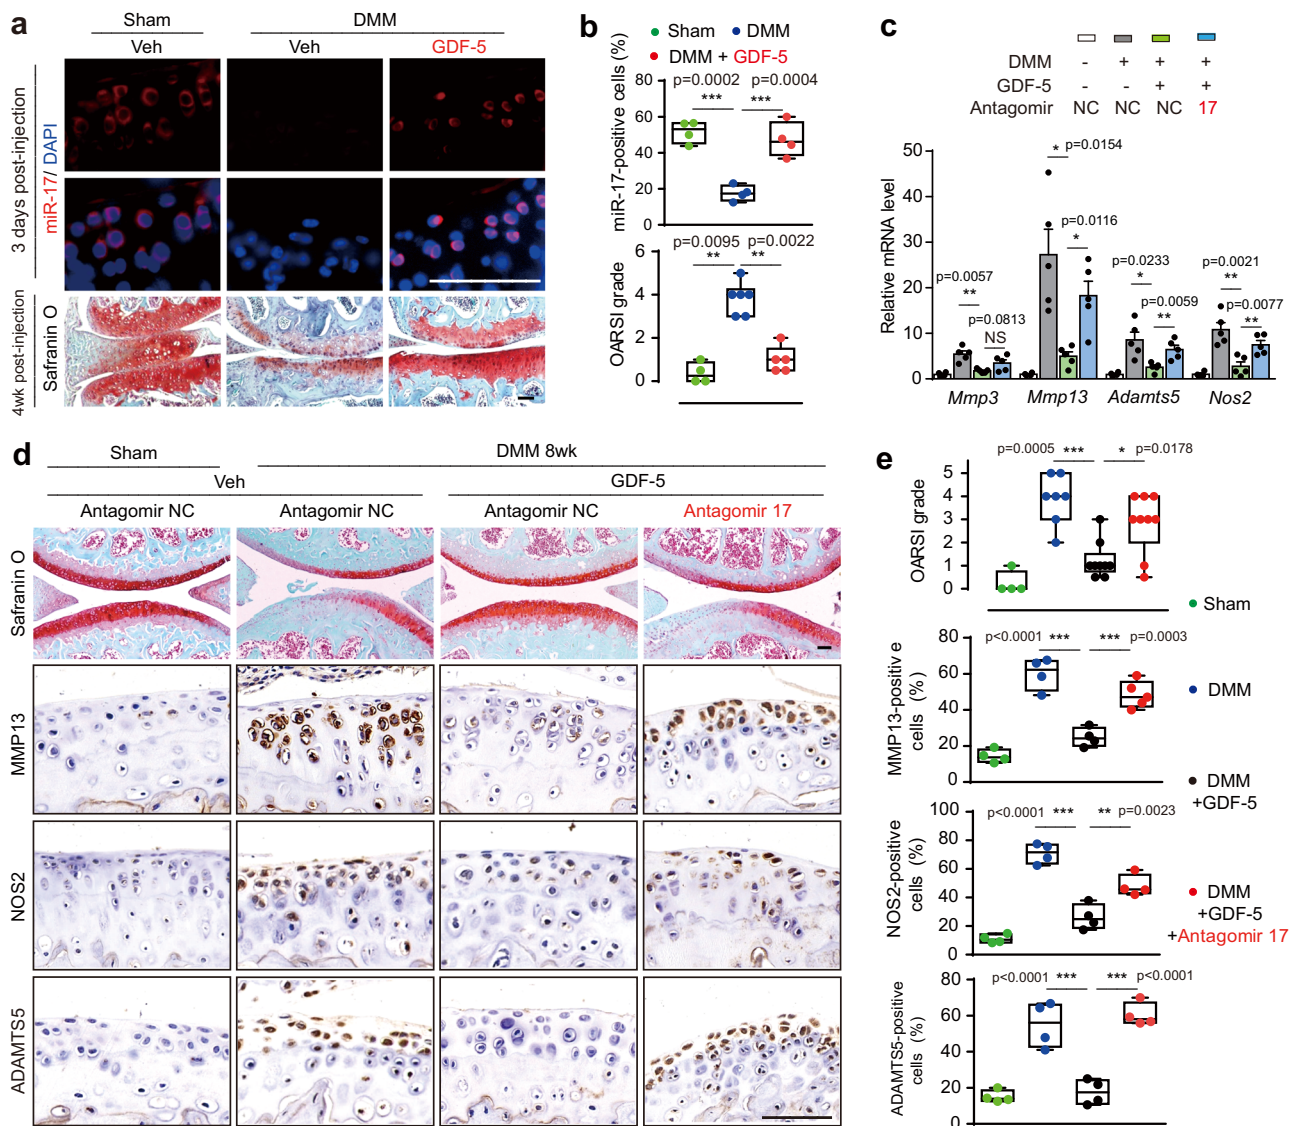 a
Sham
DMM
Veh
Veh
GDF-5
3 days post-injection
miR-17/ DAPI
4wk post-injection
Safranin O
b
Sham
DMM
DMM + GDF-5
miR-17-positive cells (%)
p=0.0002
p=0.0004
***
***
80
60
40
20
0
OARSI grade
p=0.0095
p=0.0022
**
**
6
4
2
0
c
DMM
-
+
+
+
GDF-5
-
-
+
+
Antagomir
NC
NC
NC
17
Relative mRNA level
50
40
30
20
10
0
p=0.0057
**
p=0.0813
NS
*
p=0.0154
p=0.0116
*
p=0.0233
*
p=0.0059
**
p=0.0021
**
p=0.0077
**
Mmp3
Mmp13
Adamts5
Nos2
d
Sham
DMM 8wk
Veh
GDF-5
Antagomir NC
Antagomir NC
Antagomir NC
Antagomir 17
Safranin O
MMP13
NOS2
ADAMTS5
e
p=0.0005
***
*
p=0.0178
OARSI grade
5
4
3
2
1
0
p<0.0001
***
***
p=0.0003
MMP13-positive
cells (%)
80
60
40
20
0
p<0.0001
***
**
p=0.0023
NOS2-positive
cells (%)
100
80
60
40
20
0
p<0.0001
***
***
p<0.0001
ADAMTS5-positive
cells (%)
80
60
40
20
0
Sham
DMM
DMM
+GDF-5
DMM
+GDF-5
+Antagomir 17